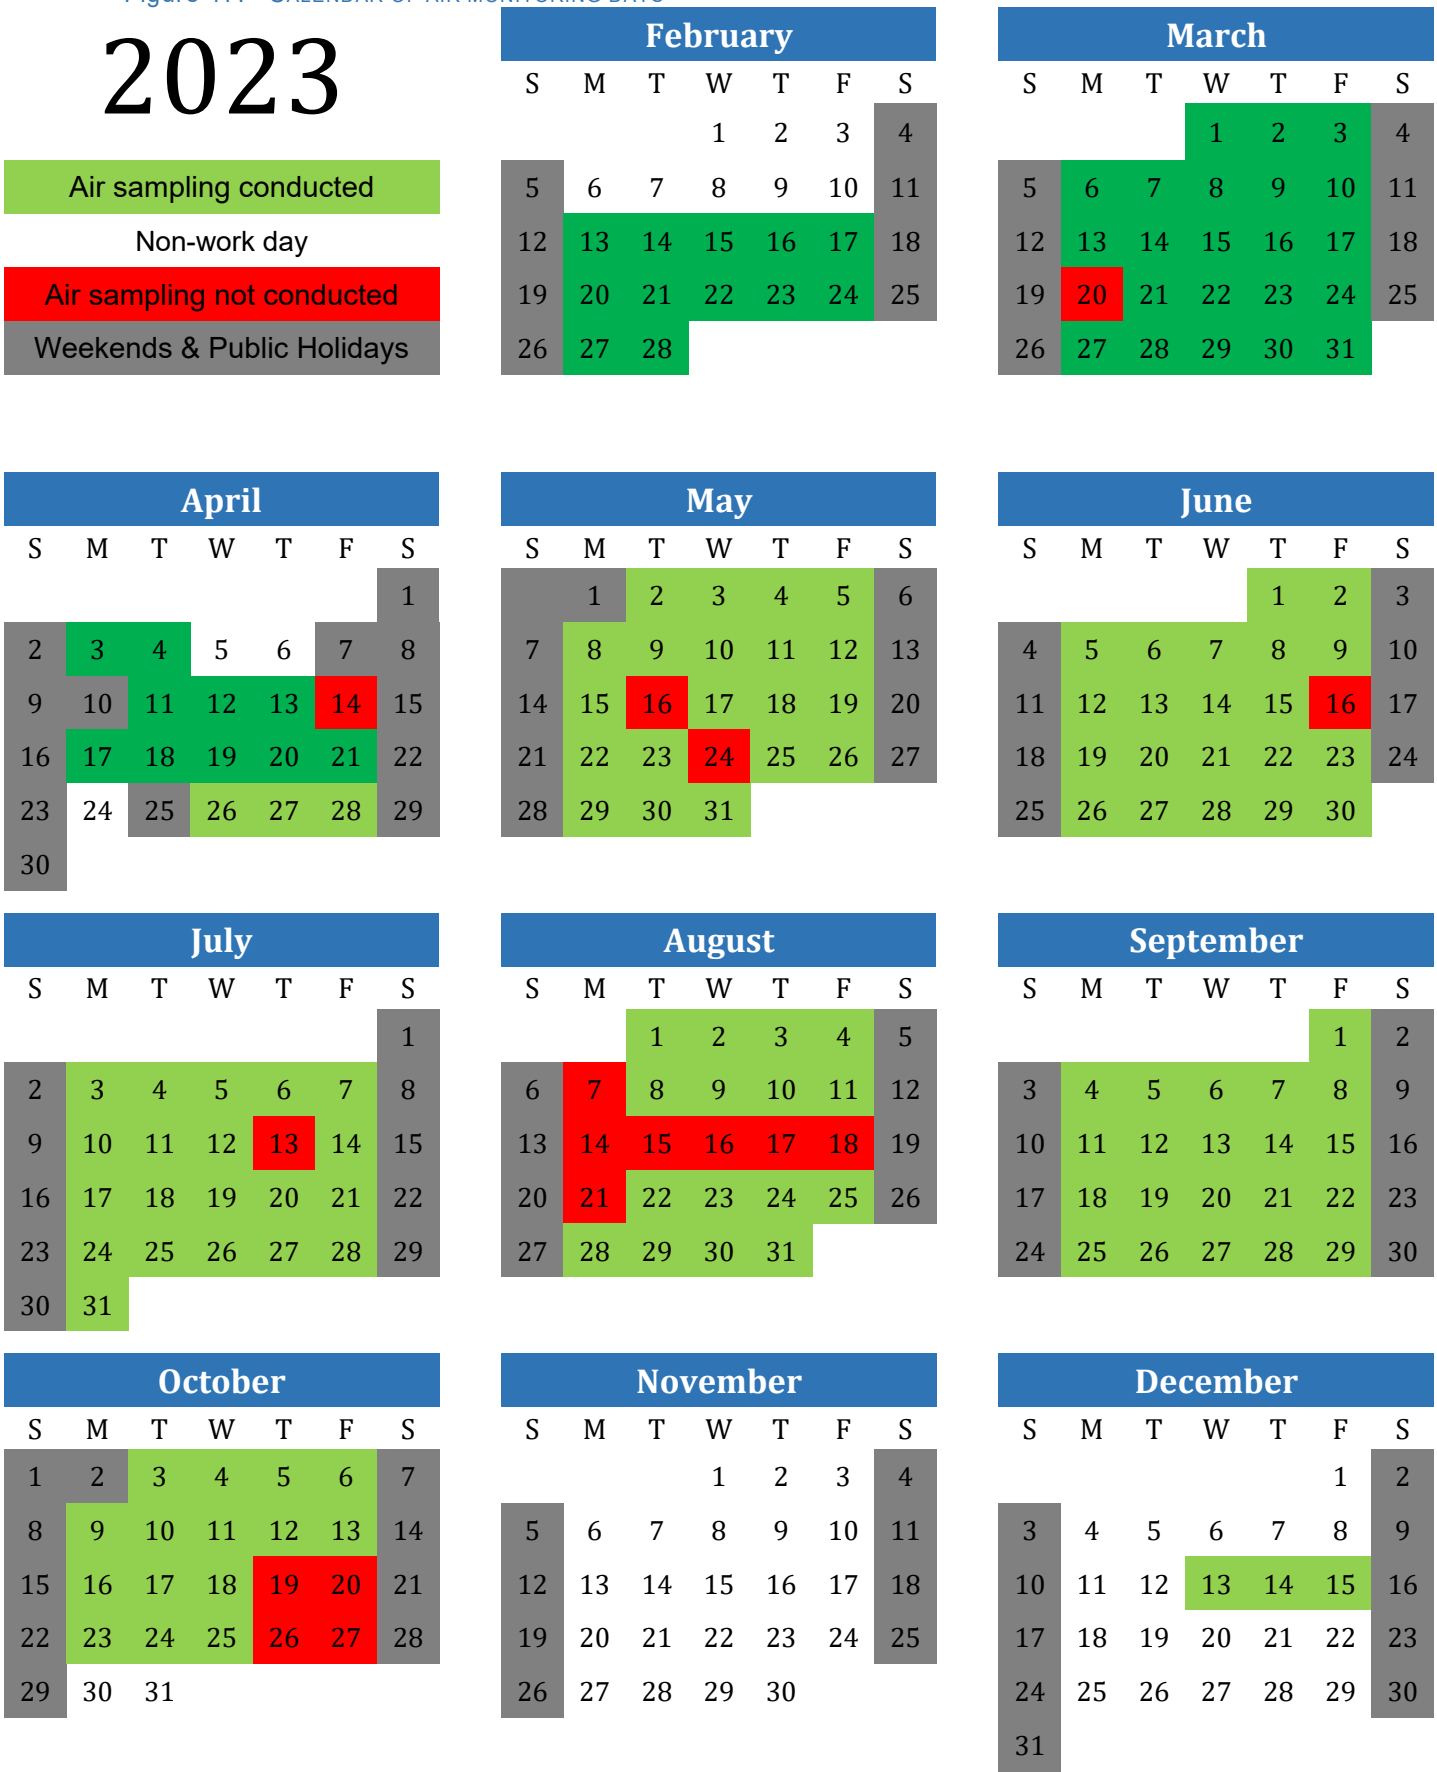 Figure 4.4 CALENDAR OF AIR MONITORING DAYS
2023
Air sampling conducted
Non-work day
Air sampling not conducted
Weekends & Public Holidays
February
S M T W T F S
1 2 3 4
5 6 7 8 9 10 11
12 13 14 15 16 17 18
19 20 21 22 23 24 25
26 27 28
March
S M T W T F S
1 2 3 4
5 6 7 8 9 10 11
12 13 14 15 16 17 18
19 20 21 22 23 24 25
26 27 28 29 30 31
April
S M T W T F S
1
2 3 4 5 6 7 8
9 10 11 12 13 14 15
16 17 18 19 20 21 22
23 24 25 26 27 28 29
30
May
S M T W T F S
1 2 3 4 5 6
7 8 9 10 11 12 13
14 15 16 17 18 19 20
21 22 23 24 25 26 27
28 29 30 31
June
S M T W T F S
1 2 3
4 5 6 7 8 9 10
11 12 13 14 15 16 17
18 19 20 21 22 23 24
25 26 27 28 29 30
July
S M T W T F S
1
2 3 4 5 6 7 8
9 10 11 12 13 14 15
16 17 18 19 20 21 22
23 24 25 26 27 28 29
30 31
August
S M T W T F S
1 2 3 4 5
6 7 8 9 10 11 12
13 14 15 16 17 18 19
20 21 22 23 24 25 26
27 28 29 30 31
September
S M T W T F S
1 2
3 4 5 6 7 8 9
10 11 12 13 14 15 16
17 18 19 20 21 22 23
24 25 26 27 28 29 30
October
S M T W T F S
1 2 3 4 5 6 7
8 9 10 11 12 13 14
15 16 17 18 19 20 21
22 23 24 25 26 27 28
29 30 31
November
S M T W T F S
1 2 3 4
5 6 7 8 9 10 11
12 13 14 15 16 17 18
19 20 21 22 23 24 25
26 27 28 29 30
December
S M T W T F S
1 2
3 4 5 6 7 8 9
10 11 12 13 14 15 16
17 18 19 20 21 22 23
24 25 26 27 28 29 30
31